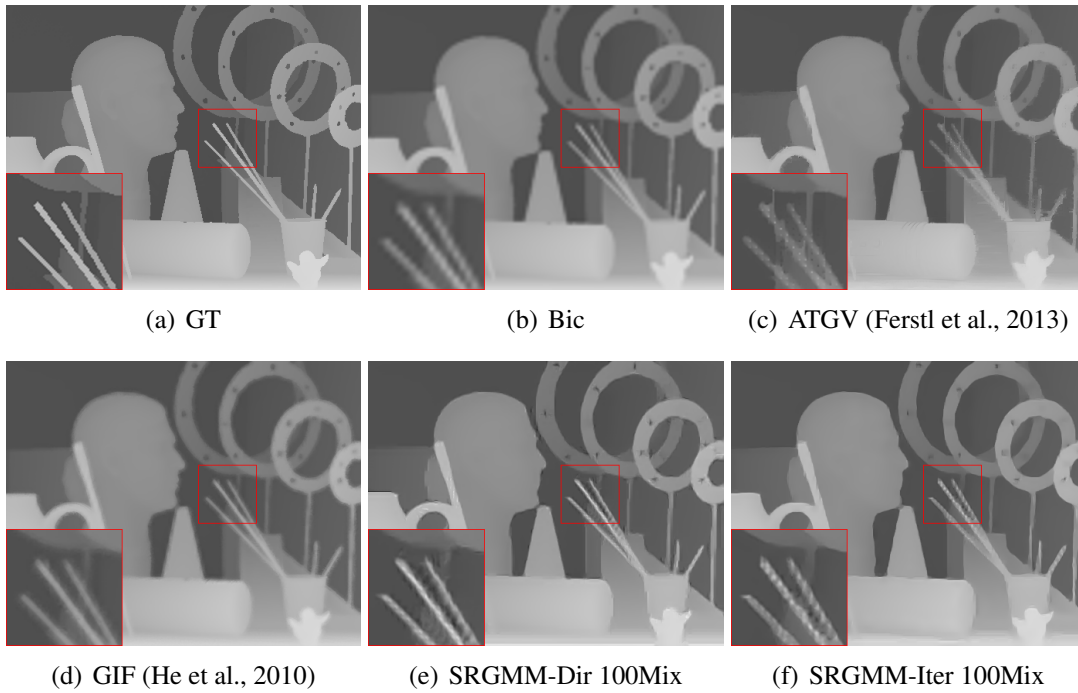 (a) GT
(b) Bic
(c) ATGV (Ferstl et al., 2013)
(d) GIF (He et al., 2010)
(e) SRGMM-Dir 100Mix
(f) SRGMM-Iter 100Mix